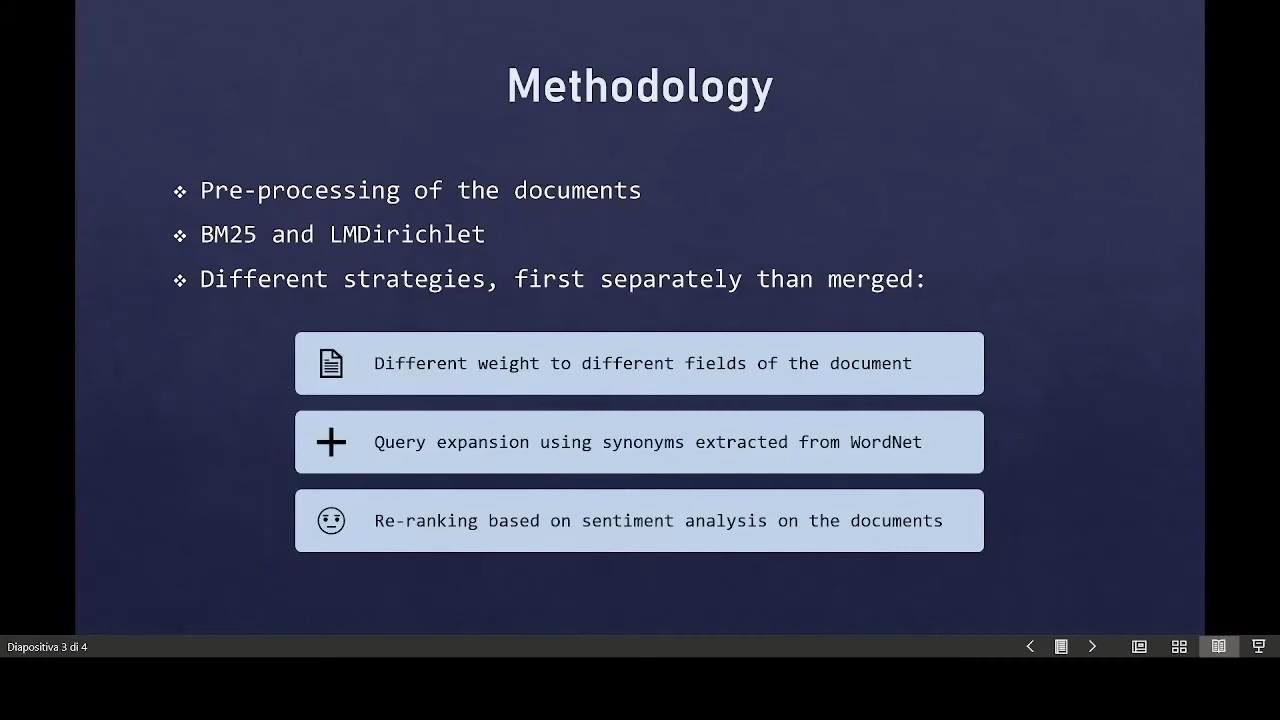 Methodology
Pre-processing of the documents
BM25 and LMDirichlet
Different strategies, first separately than merged:
Different weight to different fields of the document
Query expansion using synonyms extracted from WordNet
Re-ranking based on sentiment analysis on the documents
Diapositiva 3 di 4